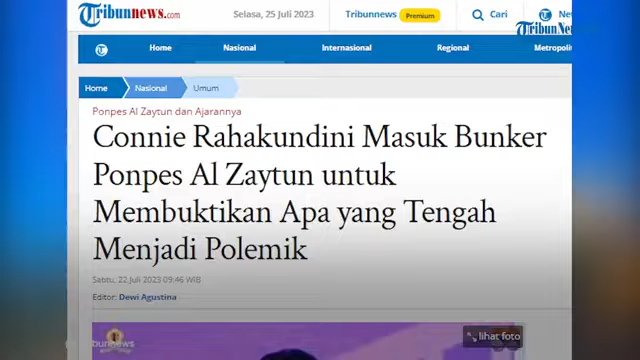 Tribunnews.com
Selasa, 25 Juli 2023
Tribunnews Premium
Cari
TribunNe
Home Nasional Internasional Regional Metropolit
Home Nasional Umum
Ponpes Al Zaytun dan Ajarannya
Connie Rahakundini Masuk Bunker
Ponpes Al Zaytun untuk
Membuktikan Apa yang Tengah
Menjadi Polemik
Sabtu, 22 Juli 2023 09:46 WIB
Editor: Dewi Agustina
lihat foto